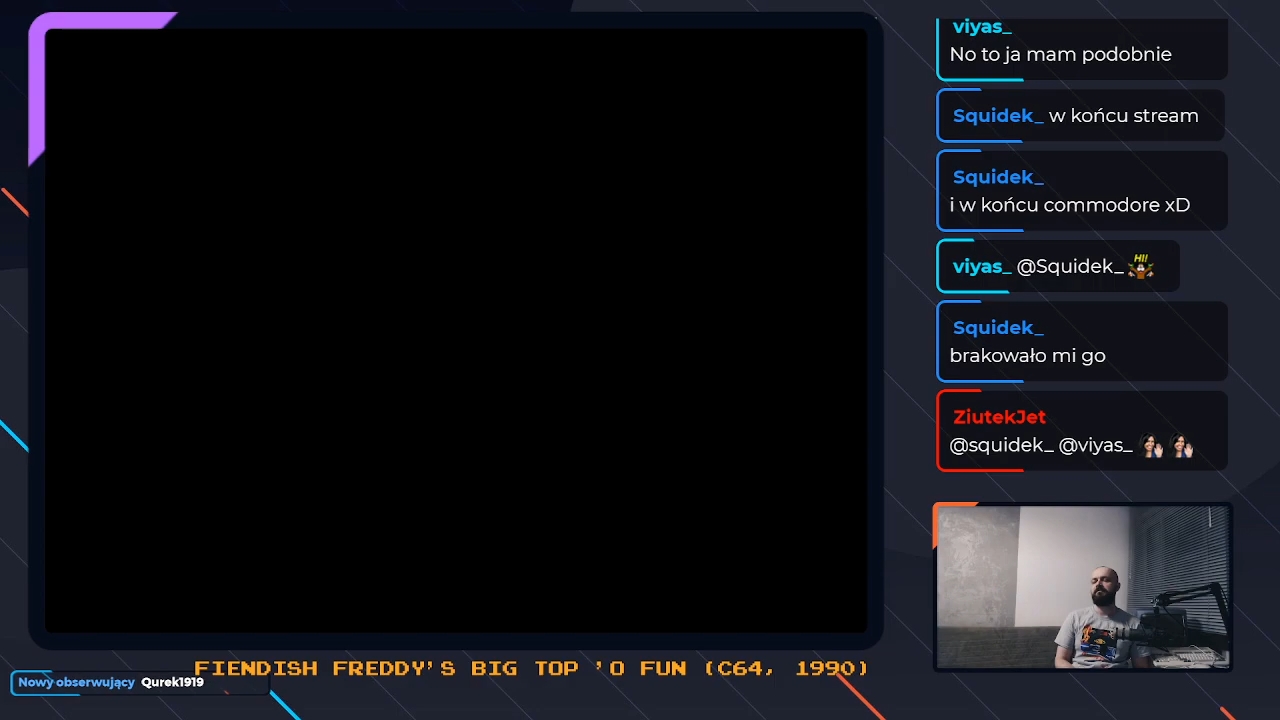 viyas_
No to ja mam podobnie
Squidek_ w końcu stream
Squidek_
i w końcu commodore xD
viyas_ @Squidek_ HI!
Squidek_
brakowało mi go
ZiutekJet
@squidek_ @viyas_
FIENDISH FREDDY'S BIG TOP 'O FUN (C64, 1990)
Nowy obserwujący Qurek1919